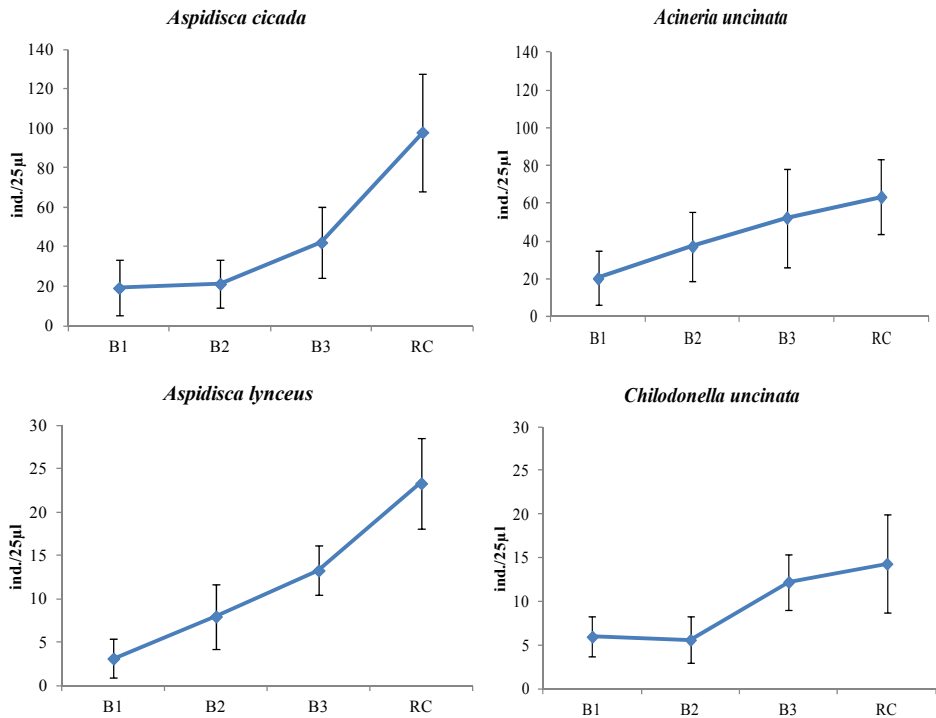 Aspidisca cicada
140
120
100
80
60
40
20
0
ind./25µl
B1 B2 B3 RC
Acineria uncinata
140
120
100
80
60
40
20
0
ind./25µl
B1 B2 B3 RC
Aspidisca lynceus
30
25
20
15
10
5
0
ind./25µl
B1 B2 B3 RC
Chilodonella uncinata
30
25
20
15
10
5
0
ind./25µl
B1 B2 B3 RC